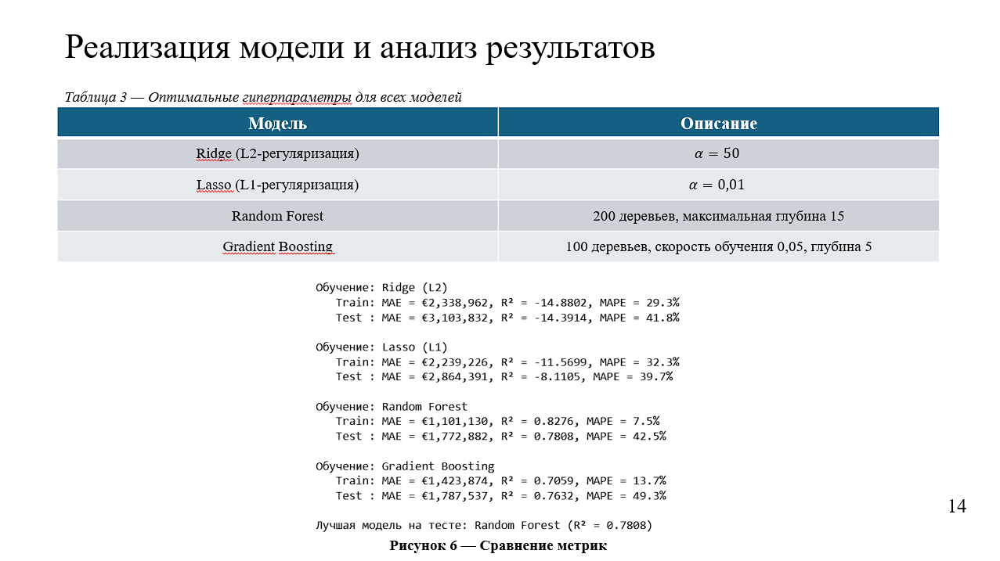 Реализация модели и анализ результатов
Таблица 3 — Оптимальные гиперпараметры для всех моделей
Модель Описание
Ridge (L2-регуляризация) 𝛼 = 50
Lasso (L1-регуляризация) 𝛼 = 0,01
Random Forest 200 деревьев, максимальная глубина 15
Gradient Boosting 100 деревьев, скорость обучения 0,05, глубина 5
Обучение: Ridge (L2)
Train: MAE = €2,338,962, R² = -14.8802, MAPE = 29.3%
Test : MAE = €3,103,832, R² = -14.3914, MAPE = 41.8%
Обучение: Lasso (L1)
Train: MAE = €2,239,226, R² = -11.5699, MAPE = 32.3%
Test : MAE = €2,864,391, R² = -8.1105, MAPE = 39.7%
Обучение: Random Forest
Train: MAE = €1,101,130, R² = 0.8276, MAPE = 7.5%
Test : MAE = €1,772,882, R² = 0.7808, MAPE = 42.5%
Обучение: Gradient Boosting
Train: MAE = €1,423,874, R² = 0.7059, MAPE = 13.7%
Test : MAE = €1,787,537, R² = 0.7632, MAPE = 49.3%
Лучшая модель на тесте: Random Forest (R² = 0.7808)
Рисунок 6 — Сравнение метрик
14